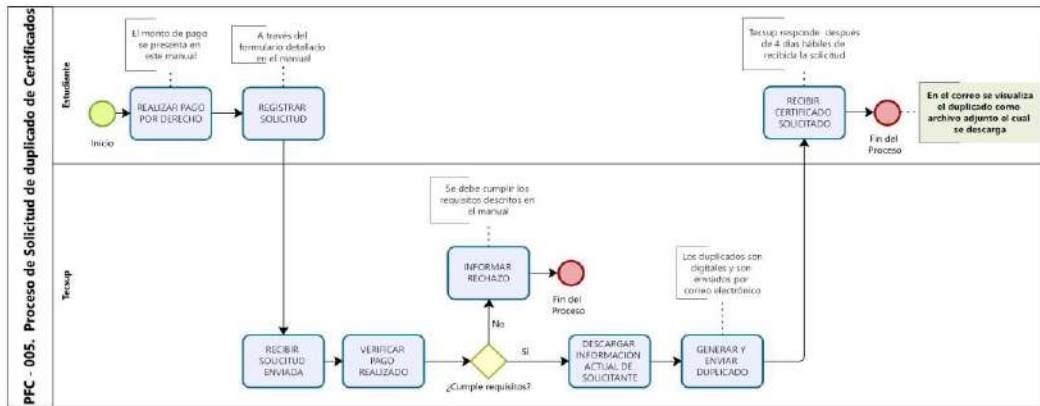 PFC - 005. Proceso de Solicitud de duplicado de Certificados
Estudiante
El monto de pago
se presenta en
este manual
A través del
formulario detallado
en el manual
Inicio
REALIZAR PAGO
POR DERECHO
REGISTRAR
SOLICITUD
Tecsup responde después
de 4 días hábiles de
recibida la solicitud
RECIBIR
CERTIFICADO
SOLICITADO
Fin del
Proceso
En el correo se visualiza
el duplicado como
archivo adjunto el cual
se descarga
Tecsup
RECIBIR
SOLICITUD
ENVIADA
VERIFICAR
PAGO
REALIZADO
¿Cumple requisitos?
No
Se debe cumplir los
requisitos descritos en
el manual
INFORMAR
RECHAZO
Fin del
Proceso
Sí
DESCARGAR
INFORMACIÓN
ACTUAL DE
SOLICITANTE
Los duplicados son
digitales y son
enviados por
correo electrónico
GENERAR Y
ENVIAR
DUPLICADO